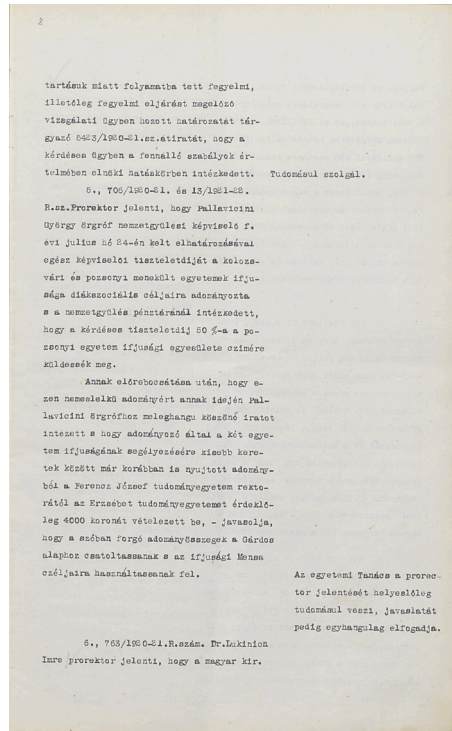 2
tartásuk miatt folyamatba tett fegyelmi,
illetőleg fegyelmi eljárást megelőző
vizsgálati ügyben hozott határozatát tár-
gyazó 5423/1920-21.sz.átiratát, hogy a
kérdéses ügyben a fennálló szabályok ér-
telmében elnöki hatáskörben intézkedett. Tudomásul szolgál.
5., 706/1920-21. és 13/1921-22.
R.sz.Prorektor jelenti, hogy Pallavicini
György őrgróf nemzetgyülési képviselő f.
évi julius hó 24-én kelt elhatározásával
egész képviselői tiszteletdiját a kolozs-
vári és pozsonyi menekült egyetemek ifju-
sága diákszociális céljaira adományozta
s a nemzetgyülés pénztáránál intézkedett,
hogy a kérdéses tiszteletdij 50 %-a a po-
zsonyi egyetem ifjusági egyesülete czimére
küldessék meg.
Annak előrebocsátása után, hogy e-
zen nemeslelkü adományért annak idején Pal-
lavicini őrgrófhoz meleghangu köszönő iratot
intézett s hogy adományozó által a két egye-
tem ifjuságának segélyezésére kisebb kere-
tek között már korábban is nyujtott adomány-
ból a Ferencz József tudományegyetem rekto-
rától az Erzsébet tudományegyetemet érdeklő-
leg 4000 koronát vételezett be, - javasolja,
hogy a szóban forgó adományösszegek a Gárdos
alaphoz csatoltassanak s az ifjusági Mensa
czéljaira használtassanak fel.
Az egyetemi Tanács a prorec-
tor jelentését helyeslőleg
tudomásul veszi, javaslatát
pedig egyhangulag elfogadja.
6., 763/1920-21.R.szám. Dr.Lukinich
Imre prorektor jelenti, hogy a magyar kir.